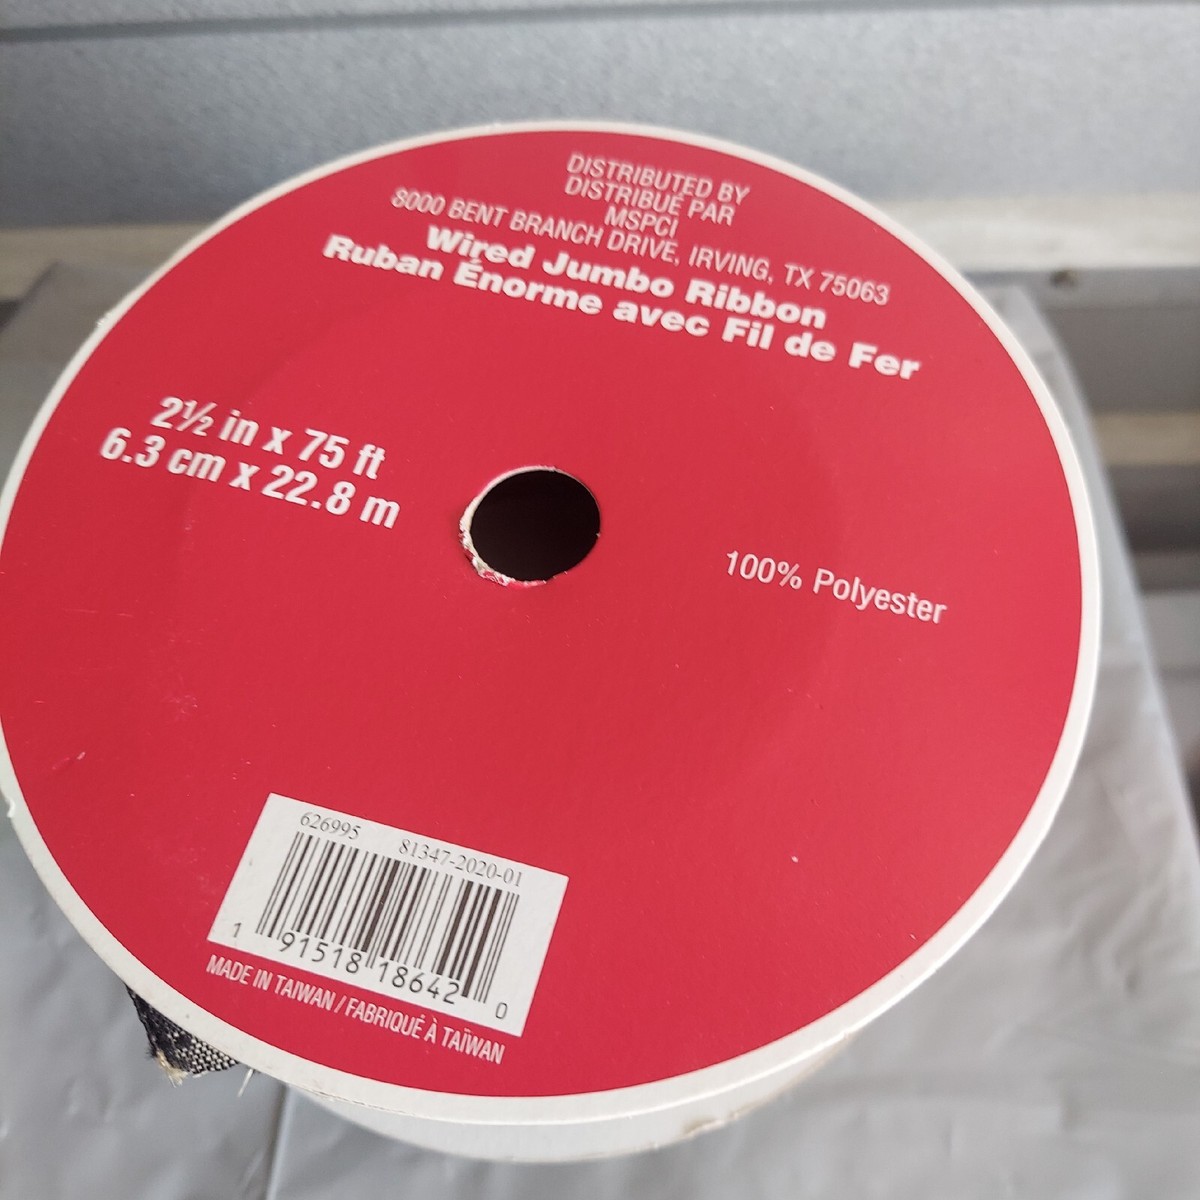 DISTRIBUTED BY
DISTRIBUÉ PAR
MSPCI
8000 BENT BRANCH DRIVE, IRVING, TX 75063
Wired Jumbo Ribbon
Ruban Énorme avec Fil de Fer
2½ in x 75 ft
6.3 cm x 22.8 m
100% Polyester
626995 81347-2020-01
1 91518 18642 0
MADE IN TAIWAN / FABRIQUÉ À TAÏWAN